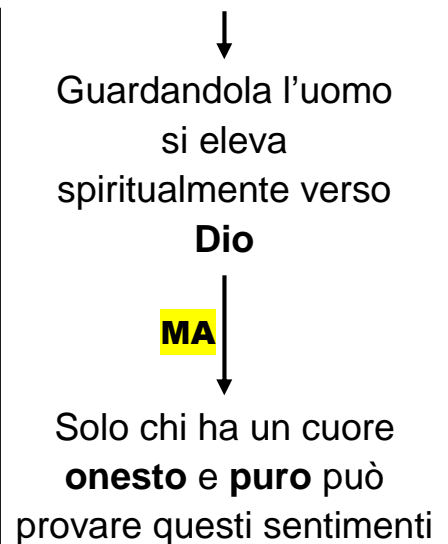 Guardandola l’uomo
si eleva
spiritualmente verso
Dio
MA
Solo chi ha un cuore
onesto e puro può
provare questi sentimenti